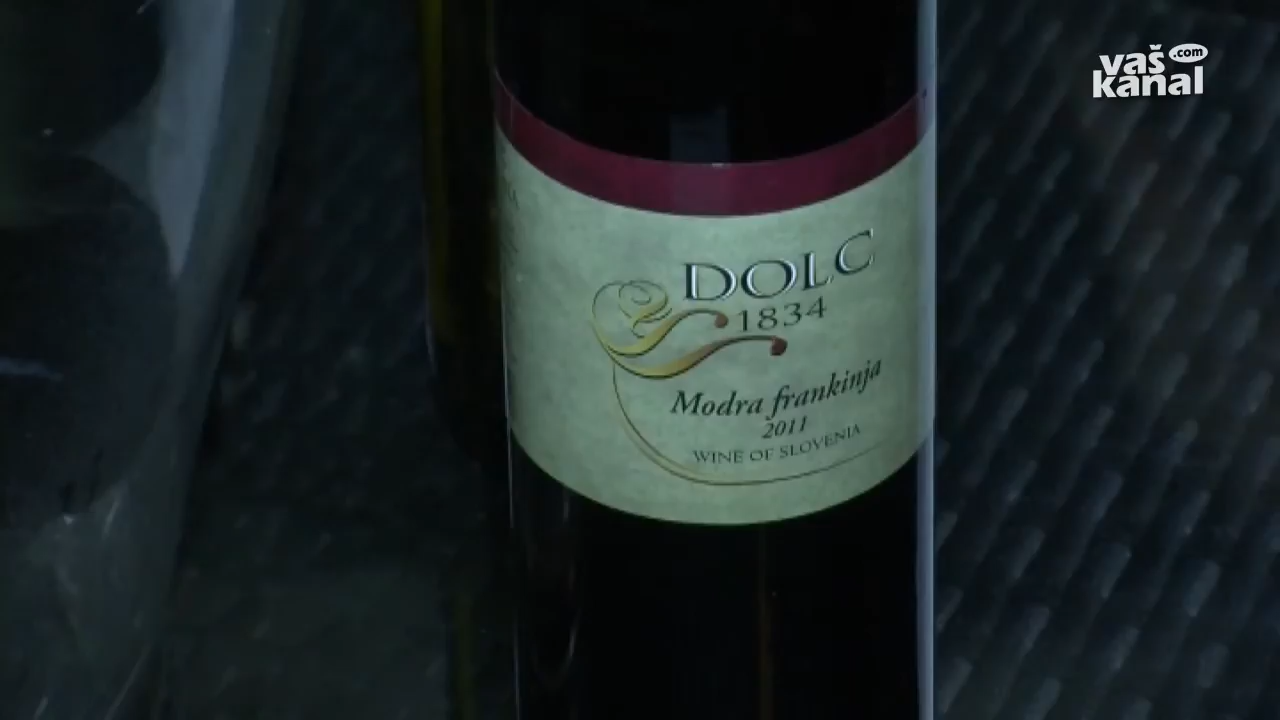 vaš .com
kanal
DOLC
1834
Modra frankinja
2011
WINE OF SLOVENIA